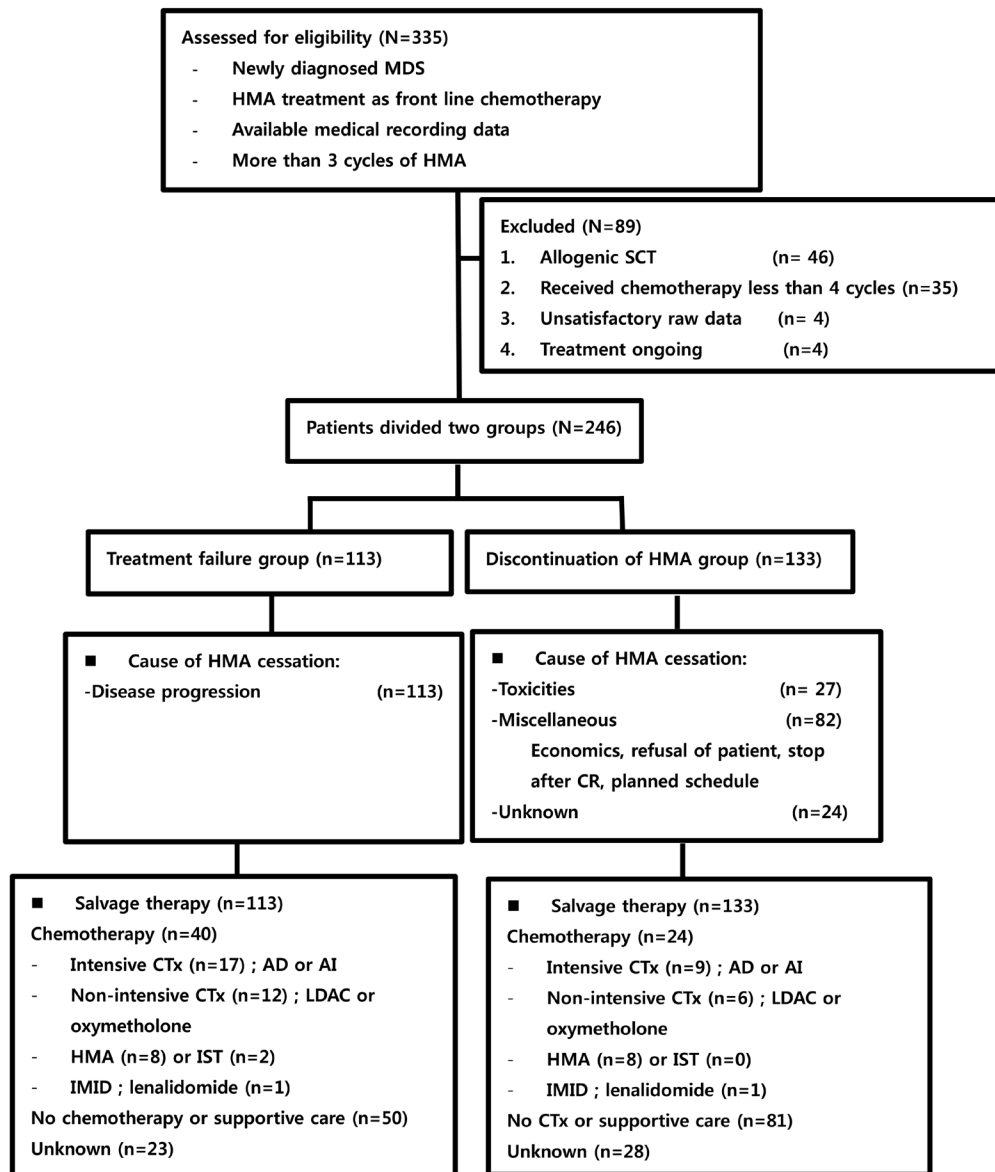 Assessed for eligibility (N=335)
- Newly diagnosed MDS
- HMA treatment as front line chemotherapy
- Available medical recording data
- More than 3 cycles of HMA
Excluded (N=89)
1. Allogenic SCT (n= 46)
2. Received chemotherapy less than 4 cycles (n=35)
3. Unsatisfactory raw data (n= 4)
4. Treatment ongoing (n=4)
Patients divided two groups (N=246)
Treatment failure group (n=113)
Discontinuation of HMA group (n=133)
■ Cause of HMA cessation:
-Disease progression (n=113)
■ Cause of HMA cessation:
-Toxicities (n= 27)
-Miscellaneous (n=82)
Economics, refusal of patient, stop
after CR, planned schedule
-Unknown (n=24)
■ Salvage therapy (n=113)
Chemotherapy (n=40)
- Intensive CTx (n=17) ; AD or AI
- Non-intensive CTx (n=12) ; LDAC or
oxymetholone
- HMA (n=8) or IST (n=2)
- IMID ; lenalidomide (n=1)
No chemotherapy or supportive care (n=50)
Unknown (n=23)
■ Salvage therapy (n=133)
Chemotherapy (n=24)
- Intensive CTx (n=9) ; AD or AI
- Non-intensive CTx (n=6) ; LDAC or
oxymetholone
- HMA (n=8) or IST (n=0)
- IMID ; lenalidomide (n=1)
No CTx or supportive care (n=81)
Unknown (n=28)